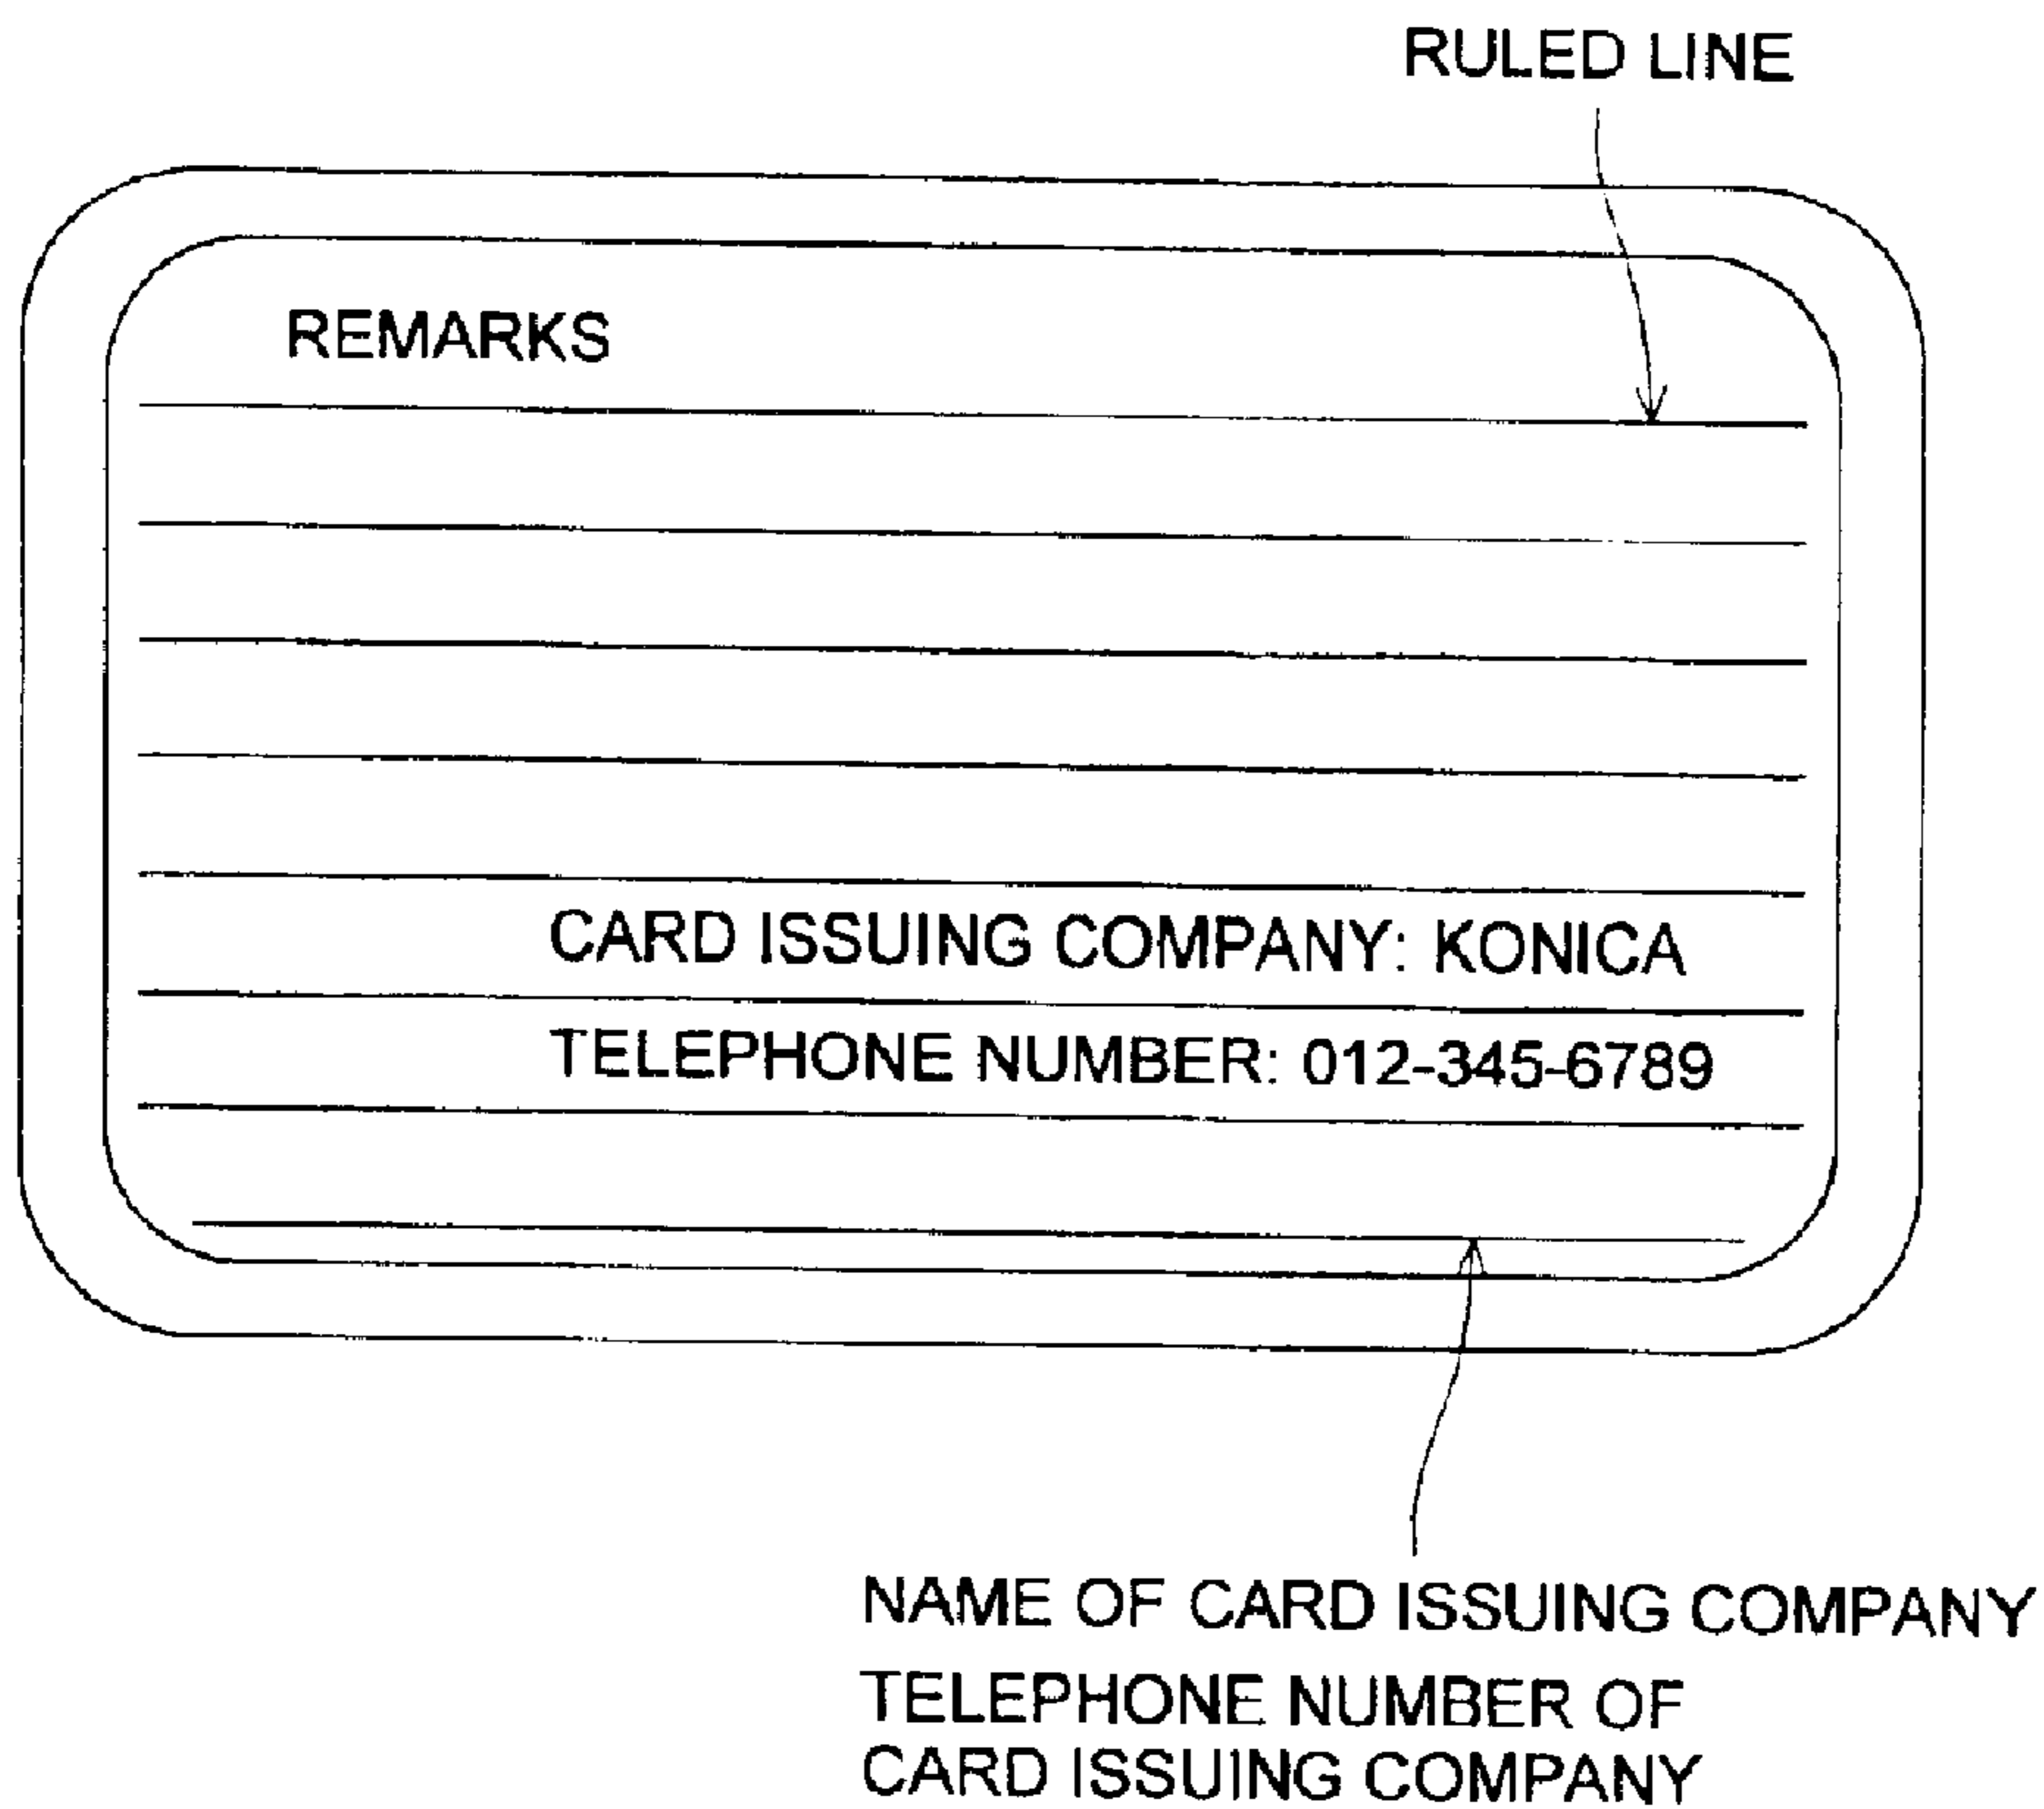 RULED LINE
REMARKS
CARD ISSUING COMPANY: KONICA
TELEPHONE NUMBER: 012-345-6789
NAME OF CARD ISSUING COMPANY
TELEPHONE NUMBER OF
CARD ISSUING COMPANY